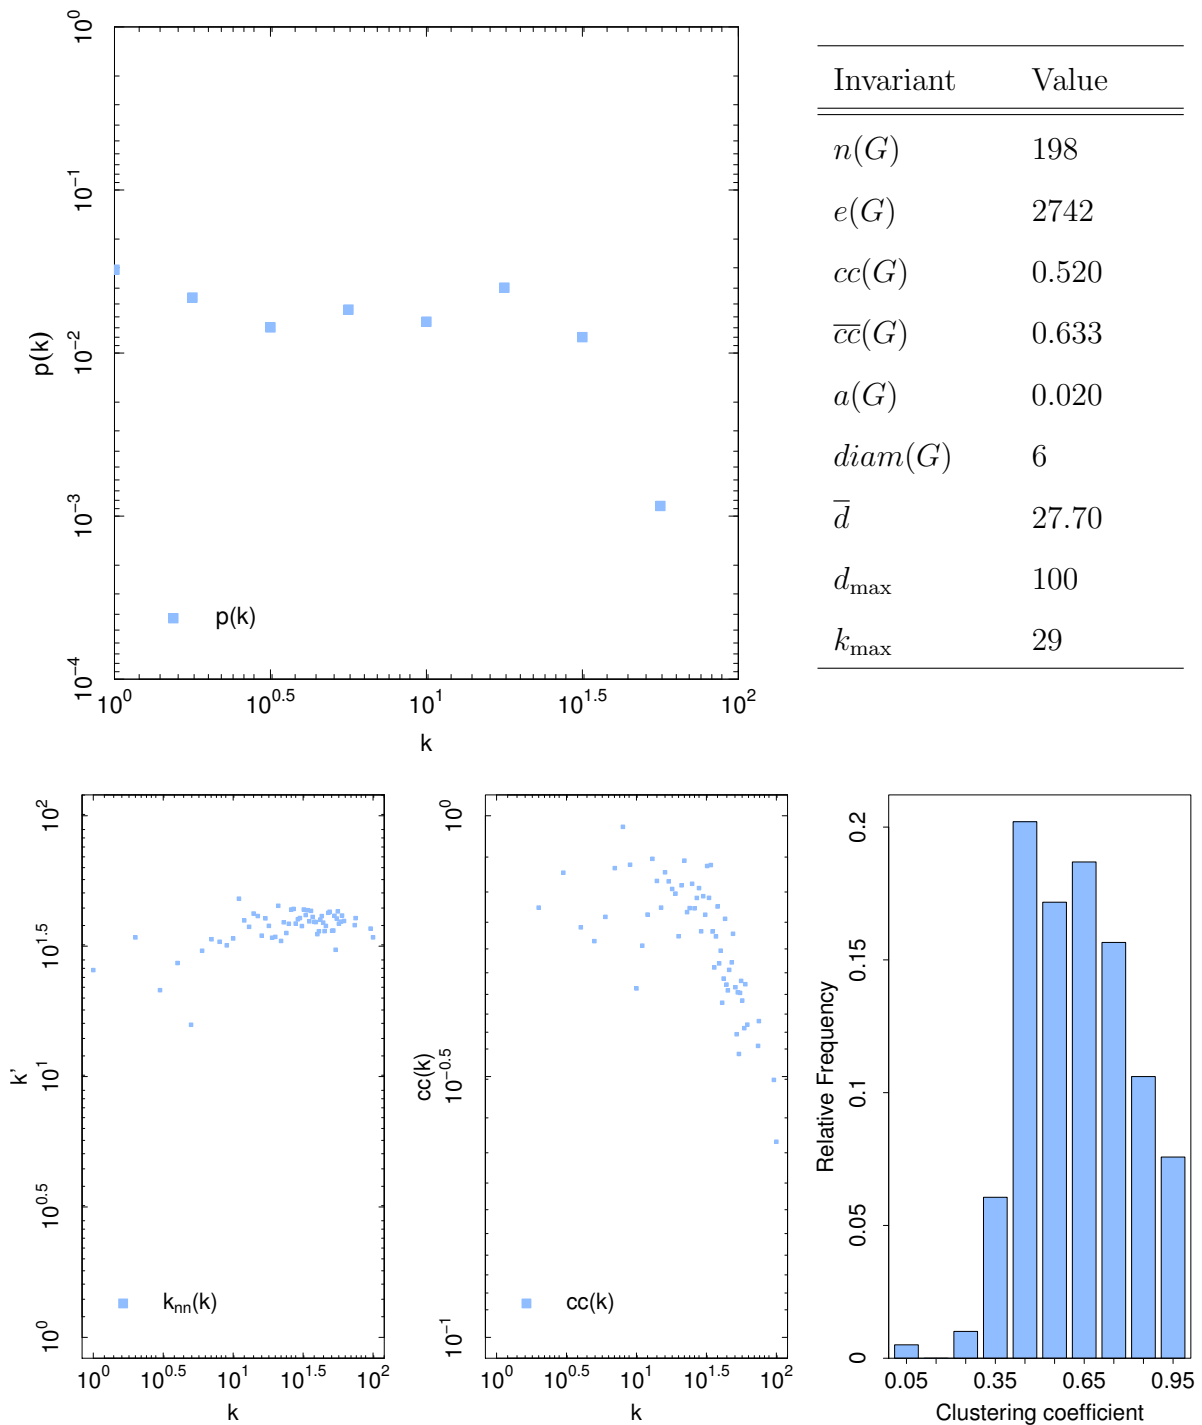 10^0
10^-1
10^-2
10^-3
10^-4
p(k)
p(k)
10^0 10^0.5 10^1 10^1.5 10^2
k
Invariant Value
n(G) 198
e(G) 2742
cc(G) 0.520
c̅c̅(G) 0.633
a(G) 0.020
diam(G) 6
d̅ 27.70
d_max 100
k_max 29
10^2
10^1.5
10^1
10^0.5
10^0
k'
k_nn(k)
10^0 10^0.5 10^1 10^1.5 10^2
k
10^0
10^-0.5
10^-1
cc(k)
cc(k)
10^0 10^0.5 10^1 10^1.5 10^2
k
0.2
0.15
0.1
0.05
0
Relative Frequency
0.05 0.35 0.65 0.95
Clustering coefficient